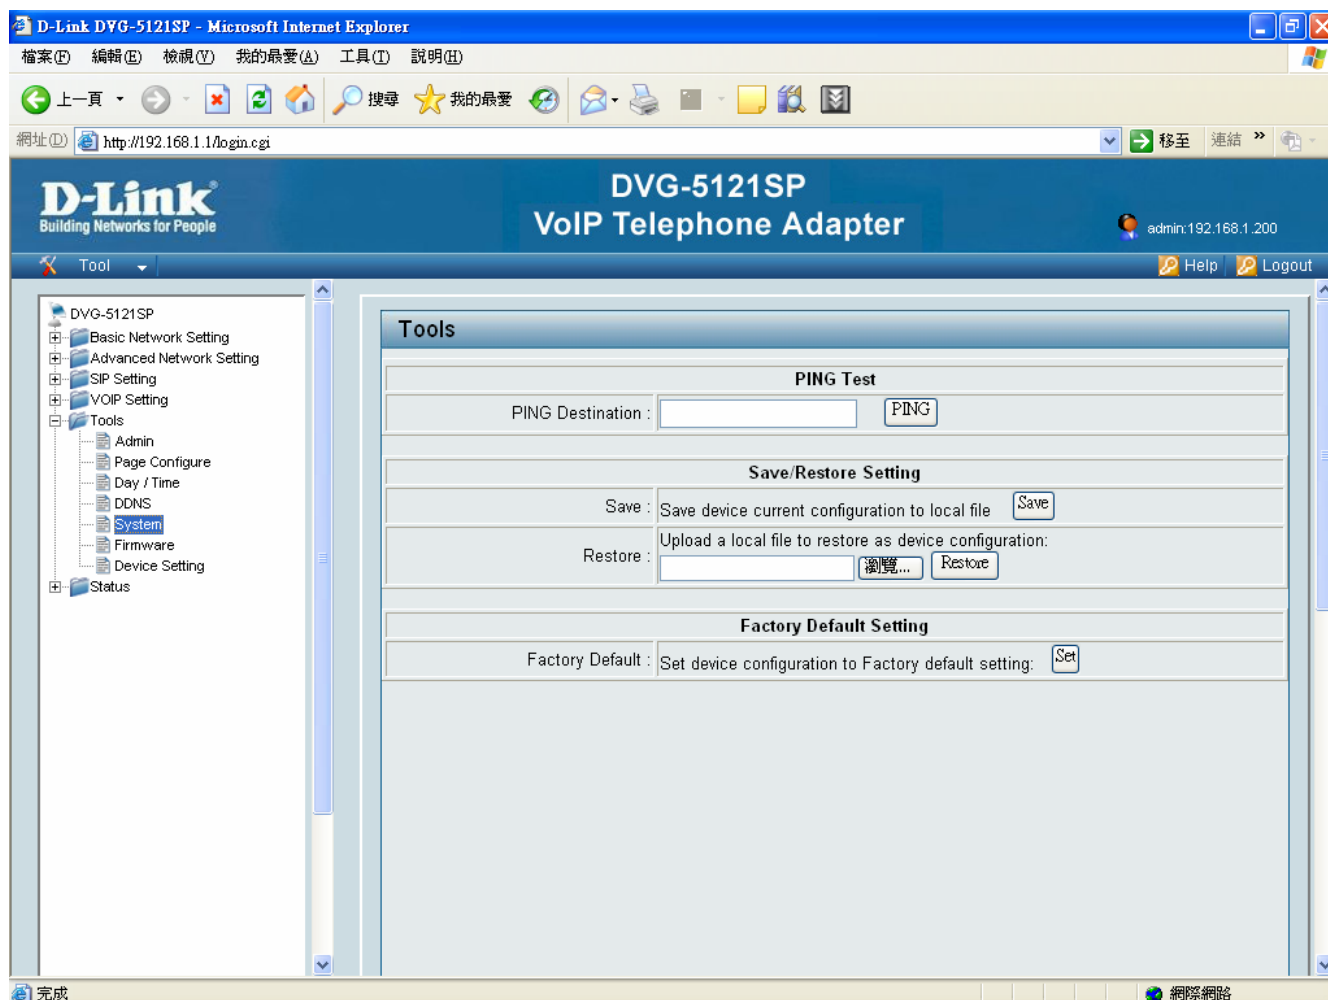 D-Link DVG-5121SP - Microsoft Internet Explorer
檔案(F) 編輯(E) 檢視(V) 我的最愛(A) 工具(T) 說明(H)
上一頁 搜尋 我的最愛
網址(D) http://192.168.1.1/login.cgi 移至 連結 »
D-Link®
Building Networks for People
DVG-5121SP
VoIP Telephone Adapter
admin:192.168.1.200
Tool Help Logout
DVG-5121SP
Basic Network Setting
Advanced Network Setting
SIP Setting
VOIP Setting
Tools
Admin
Page Configure
Day / Time
DDNS
System
Firmware
Device Setting
Status
Tools
PING Test
PING Destination : PING
Save/Restore Setting
Save : Save device current configuration to local file Save
Restore : Upload a local file to restore as device configuration:
瀏覽... Restore
Factory Default Setting
Factory Default : Set device configuration to Factory default setting: Set
完成 網際網路